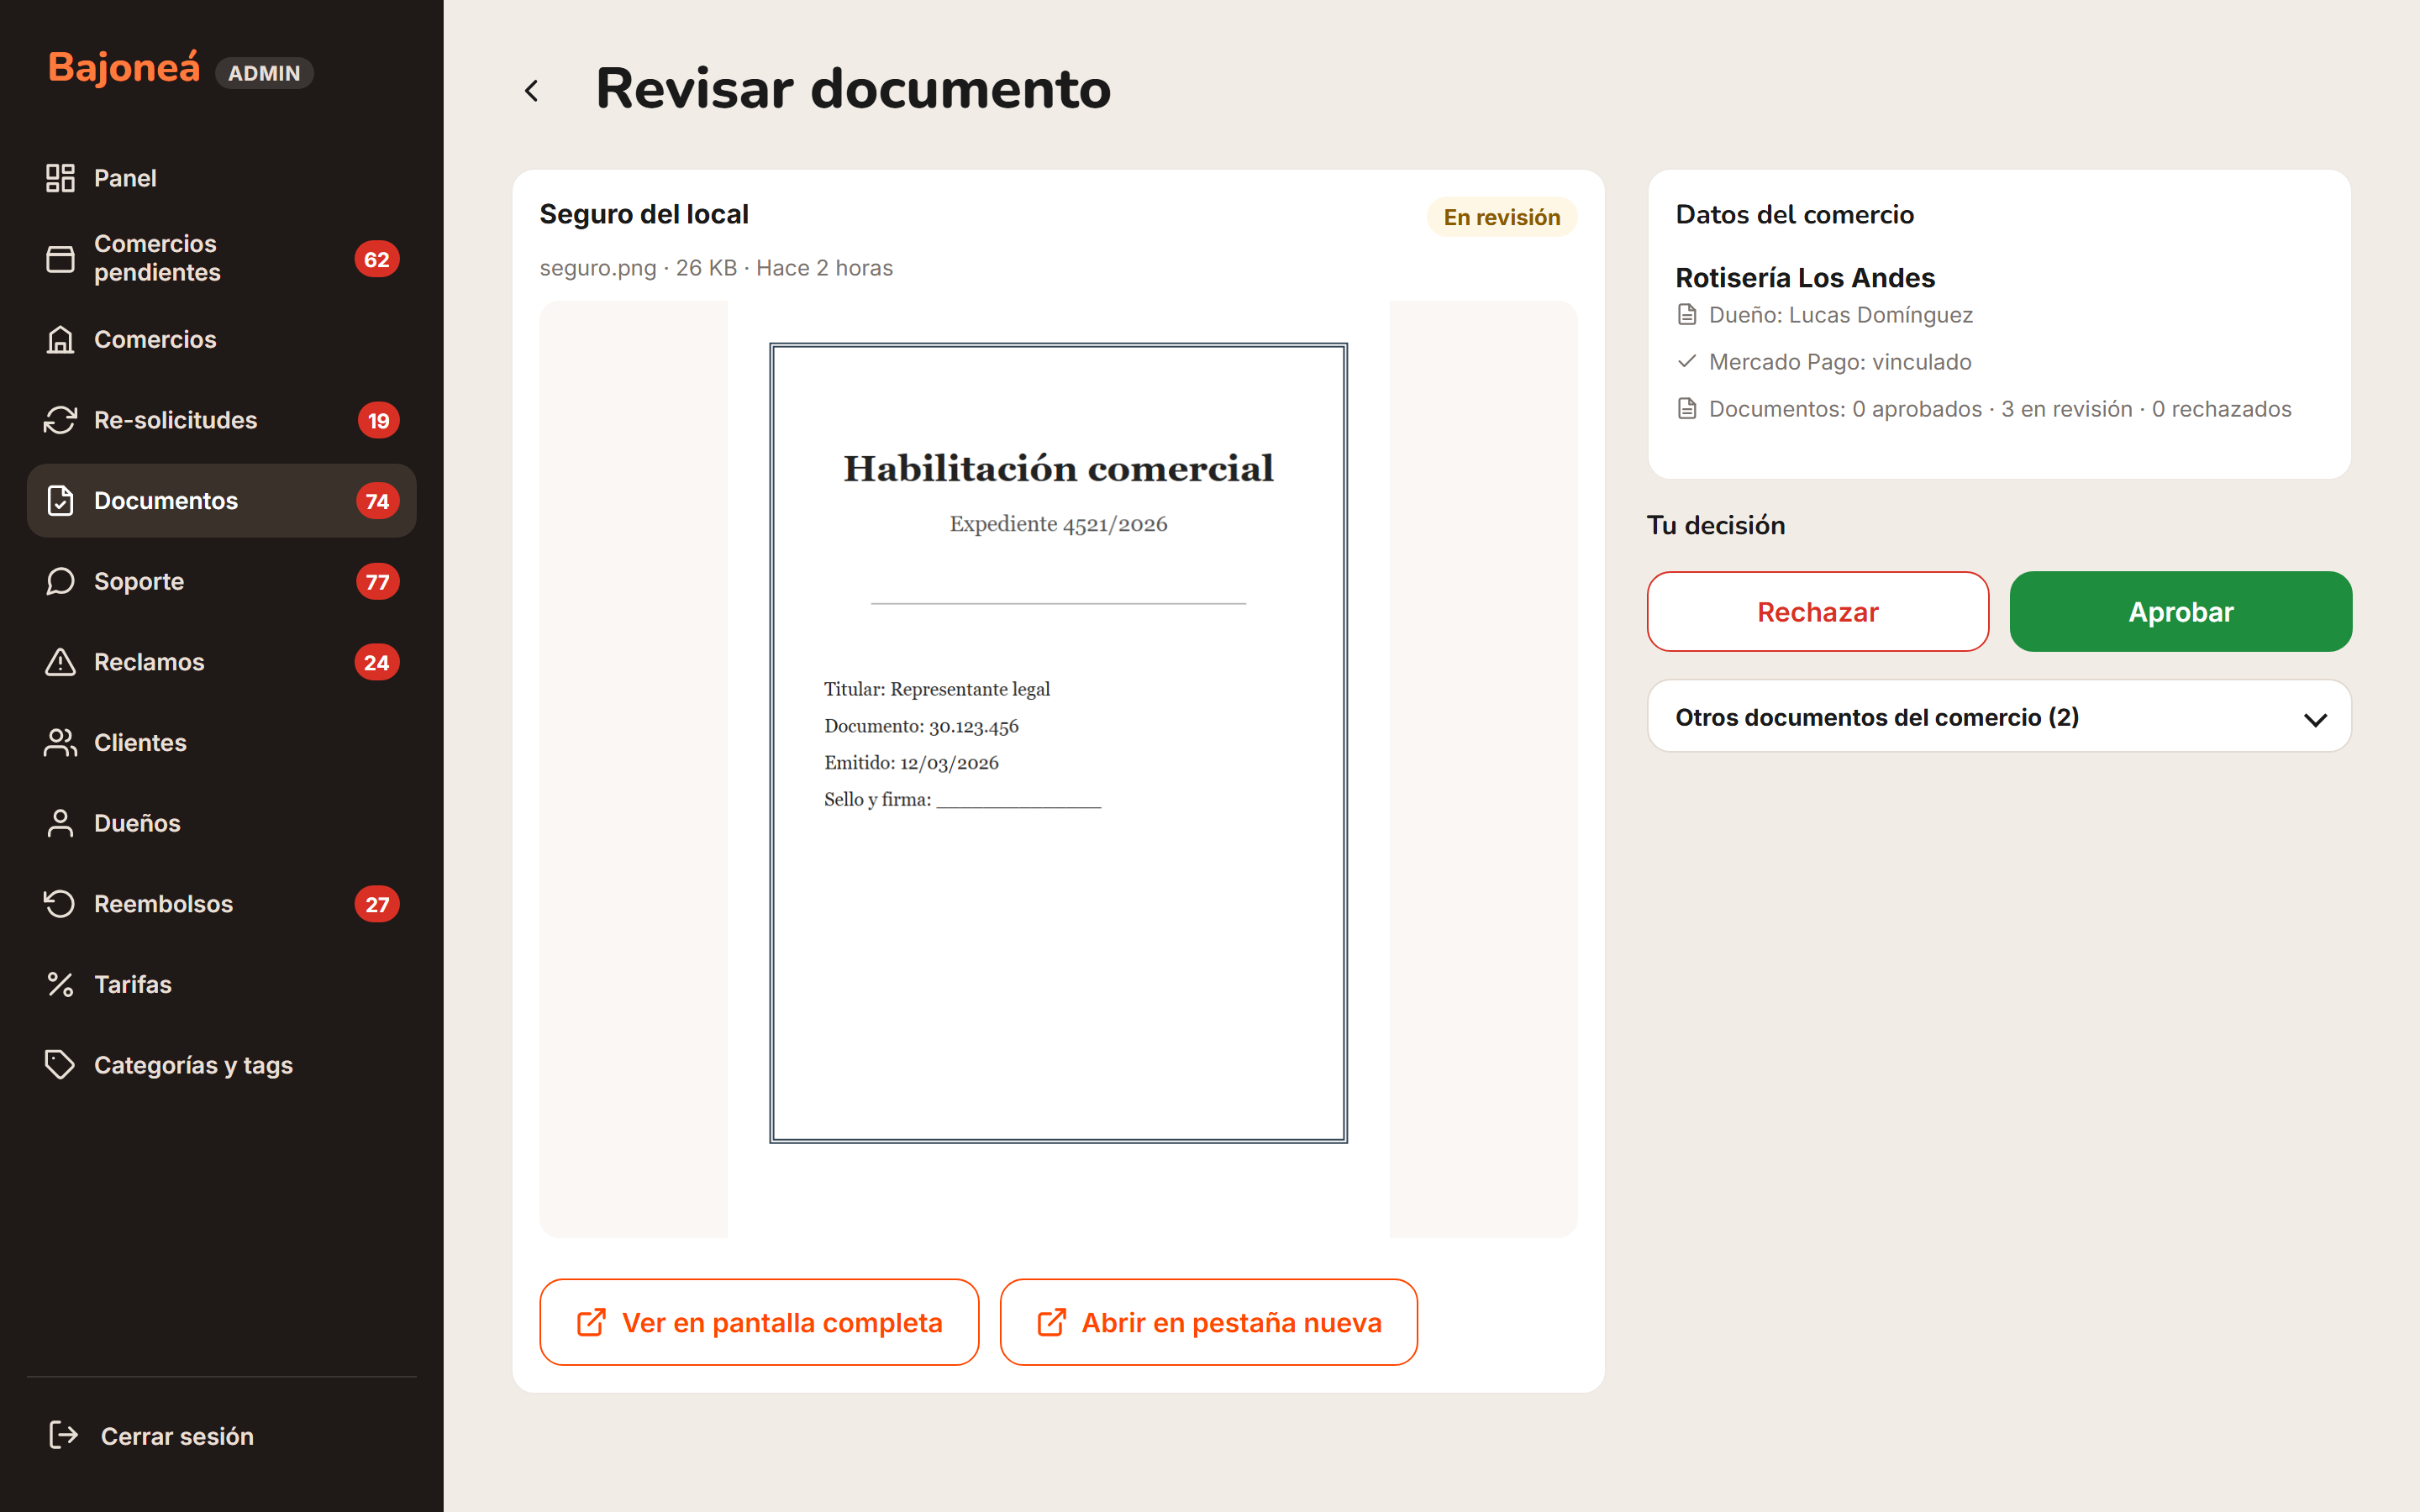 Bajoneá ADMIN
Panel
Comercios
pendientes
62
Comercios
Re-solicitudes 19
Documentos 74
Soporte 77
Reclamos 24
Clientes
Dueños
Reembolsos 27
Tarifas
Categorías y tags
Cerrar sesión
Revisar documento
Seguro del local
En revisión
seguro.png · 26 KB · Hace 2 horas
Habilitación comercial
Expediente 4521/2026
Titular: Representante legal
Documento: 30.123.456
Emitido: 12/03/2026
Sello y firma: _______________
Ver en pantalla completa
Abrir en pestaña nueva
Datos del comercio
Rotisería Los Andes
Dueño: Lucas Domínguez
Mercado Pago: vinculado
Documentos: 0 aprobados · 3 en revisión · 0 rechazados
Tu decisión
Rechazar
Aprobar
Otros documentos del comercio (2)